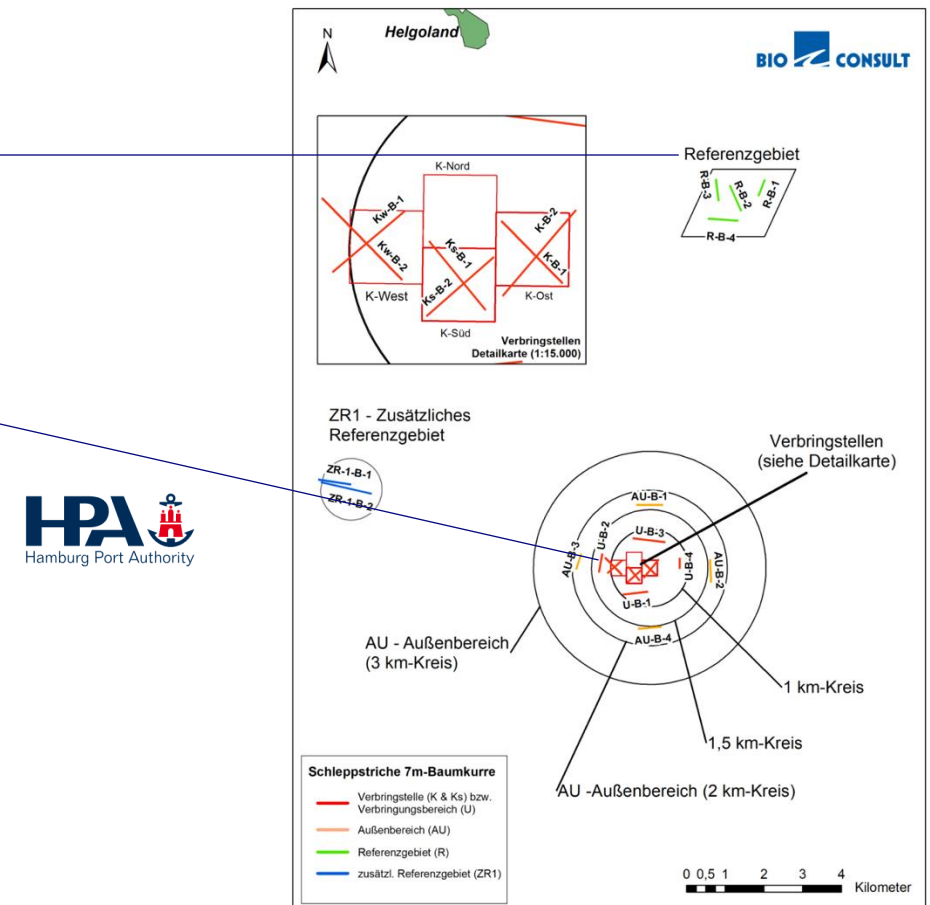 N
Helgoland
BIO CONSULT
Referenzgebiet
R-B-3
R-B-2
R-B-1
R-B-4
K-Nord
Kw-B-1
Kw-B-2
Ks-B-1
Ks-B-2
K-B-2
K-B-1
K-West
K-Ost
K-Süd
Verbringstellen
Detailkarte (1:15.000)
ZR1 - Zusätzliches
Referenzgebiet
ZR-1-B-1
ZR-1-B-2
Verbringstellen
(siehe Detailkarte)
HPA
Hamburg Port Authority
AU-B-1
U-B-3
U-B-2
AU-B-3
U-B-4
AU-B-2
U-B-1
AU-B-4
AU - Außenbereich
(3 km-Kreis)
1 km-Kreis
1,5 km-Kreis
AU -Außenbereich (2 km-Kreis)
Schleppstriche 7m-Baumkurre
Verbringstelle (K & Ks) bzw.
Verbringungsbereich (U)
Außenbereich (AU)
Referenzgebiet (R)
zusätzl. Referenzgebiet (ZR1)
0 0,5 1 2 3 4
Kilometer